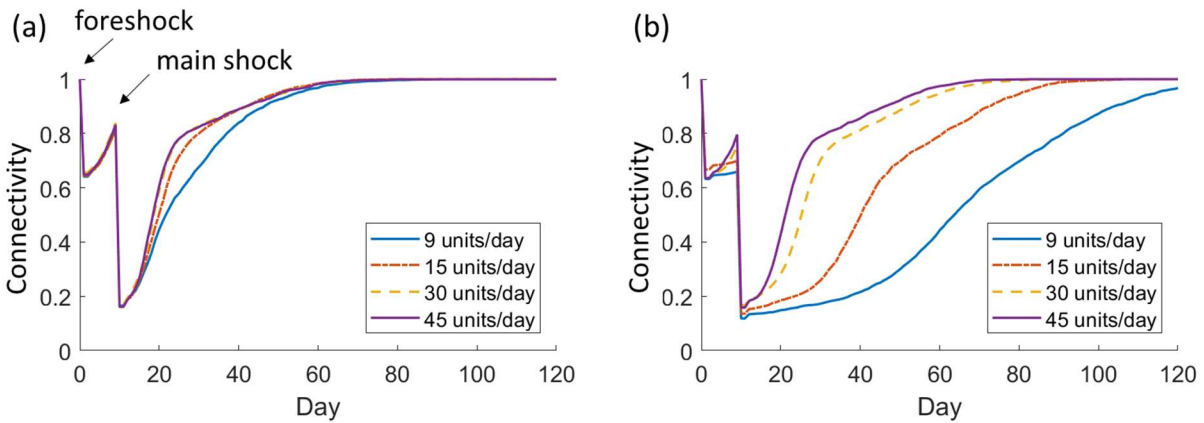 (a)
foreshock
main shock
Connectivity
1
0.8
0.6
0.4
0.2
0
0 20 40 60 80 100 120
Day
9 units/day
15 units/day
30 units/day
45 units/day
(b)
Connectivity
1
0.8
0.6
0.4
0.2
0
0 20 40 60 80 100 120
Day
9 units/day
15 units/day
30 units/day
45 units/day